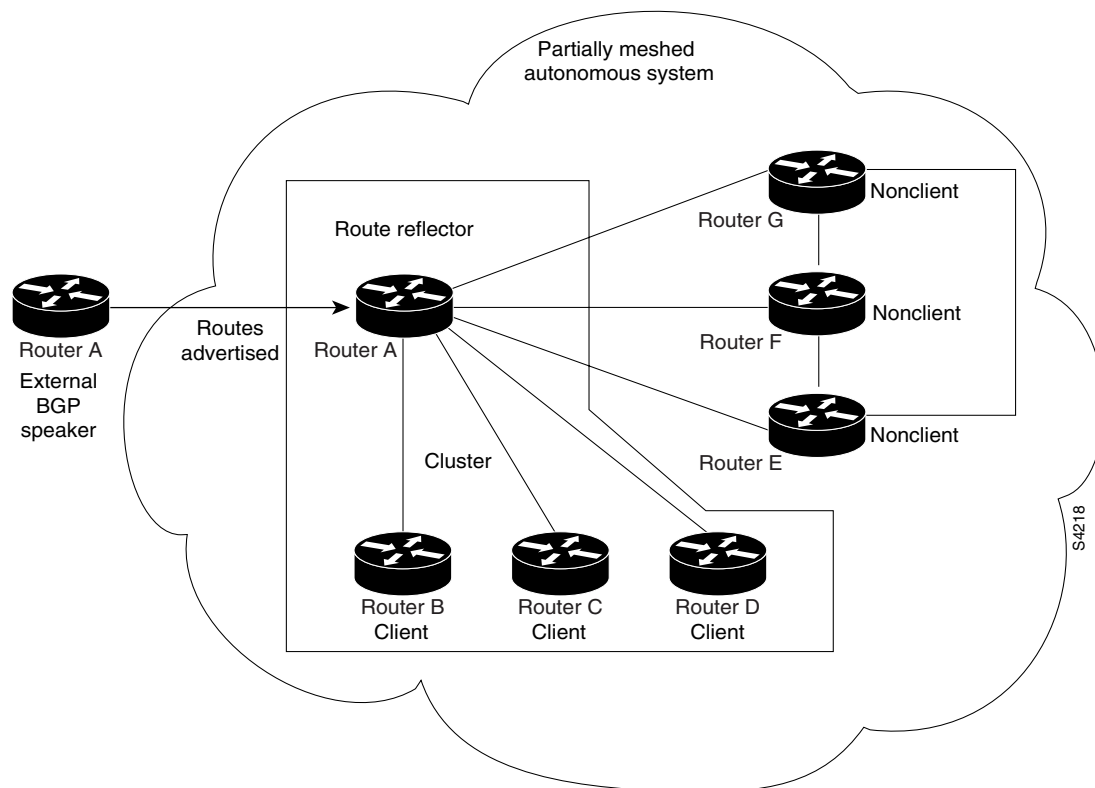 Partially meshed
autonomous system
Nonclient
Router G
Route reflector
Router A
External
BGP
speaker
Routes
advertised
Router A
Nonclient
Router F
Nonclient
Router E
Cluster
Router B
Client
Router C
Client
Router D
Client
S4218